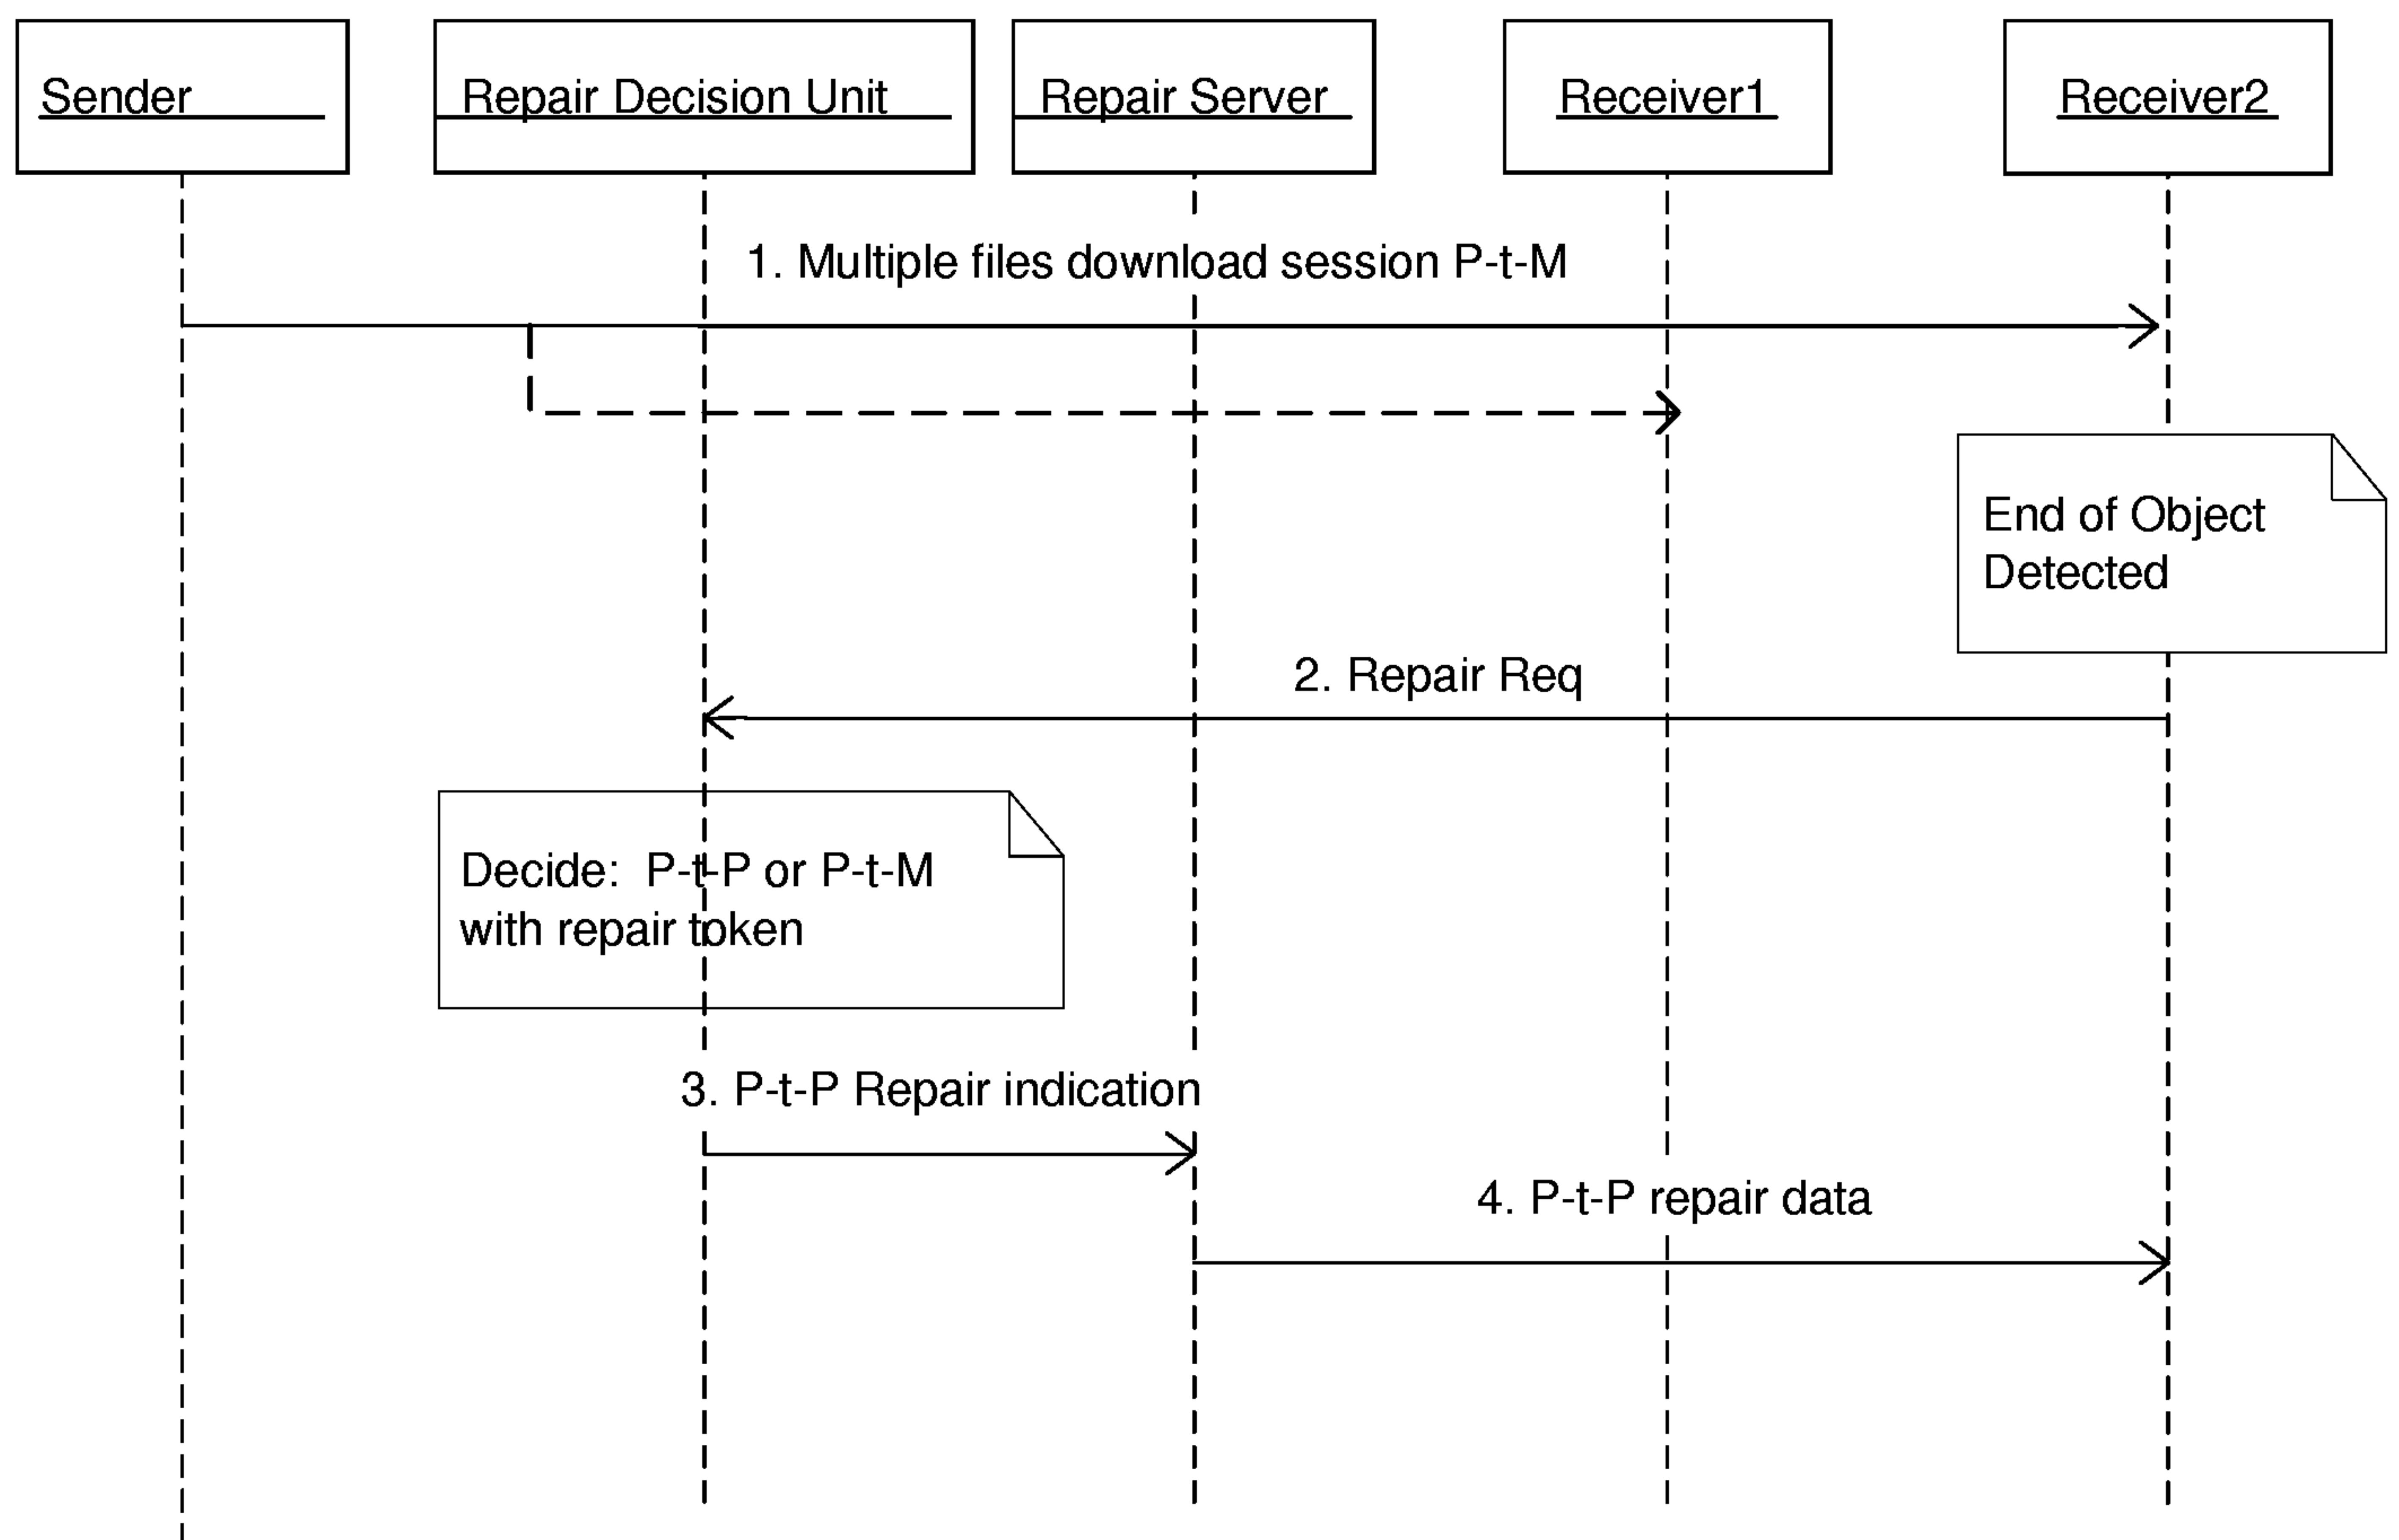 Sender
Repair Decision Unit
Repair Server
Receiver1
Receiver2
1. Multiple files download session P-t-M
End of Object
Detected
2. Repair Req
Decide:  P-t-P or P-t-M
with repair token
3. P-t-P Repair indication
4. P-t-P repair data